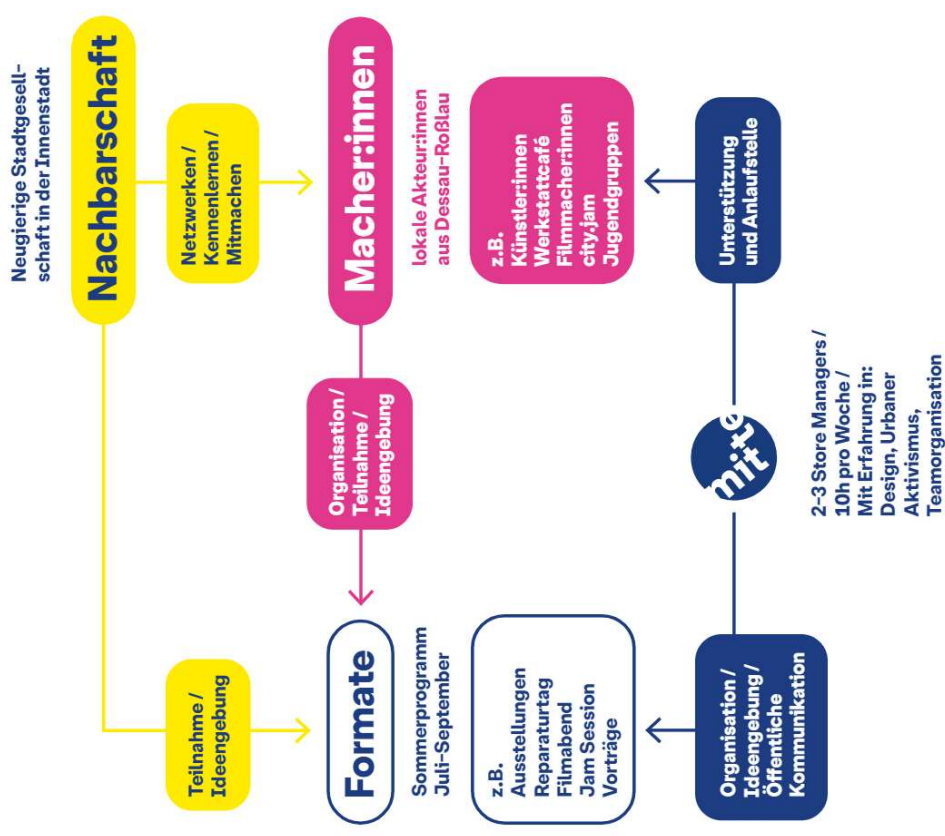 Neugierige Stadtgesell-
schaft in der Innenstadt
Nachbarschaft
Teilnahme /
Ideengebung
Netzwerken /
Kennenlernen /
Mitmachen
Formate
Sommerprogramm
Juli-September
Organisation /
Teilnahme /
Ideengebung
Macher:innen
lokale Akteur:innen
aus Dessau-Roßlau
z.B.
Ausstellungen
Reparaturtag
Filmabend
Jam Session
Vorträge
z.B.
Künstler:innen
Werkstattcafé
Filmmacher:innen
city.jam
Jugendgruppen
Organisation /
Ideengebung /
Öffentliche
Kommunikation
mitte
Unterstützung
und Anlaufstelle
2-3 Store Managers /
10h pro Woche /
Mit Erfahrung in:
Design, Urbaner
Aktivismus,
Teamorganisation